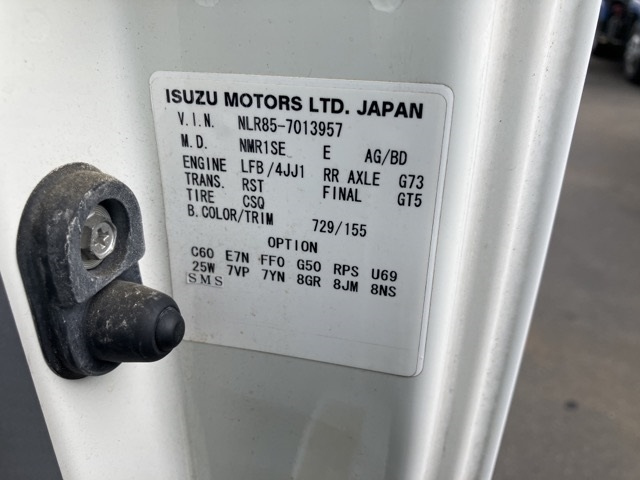 ISUZU MOTORS LTD. JAPAN
V.I.N. NLR85-7013957
M.D. NMR1SE E AG/BD
ENGINE LFB/4JJ1 RR AXLE G73
TRANS. RST FINAL GT5
TIRE CSQ
B.COLOR/TRIM 729/155
OPTION
C60 E7N FFO G50 RPS U69
25W 7VP 7YN 8GR 8JM 8NS
SMS